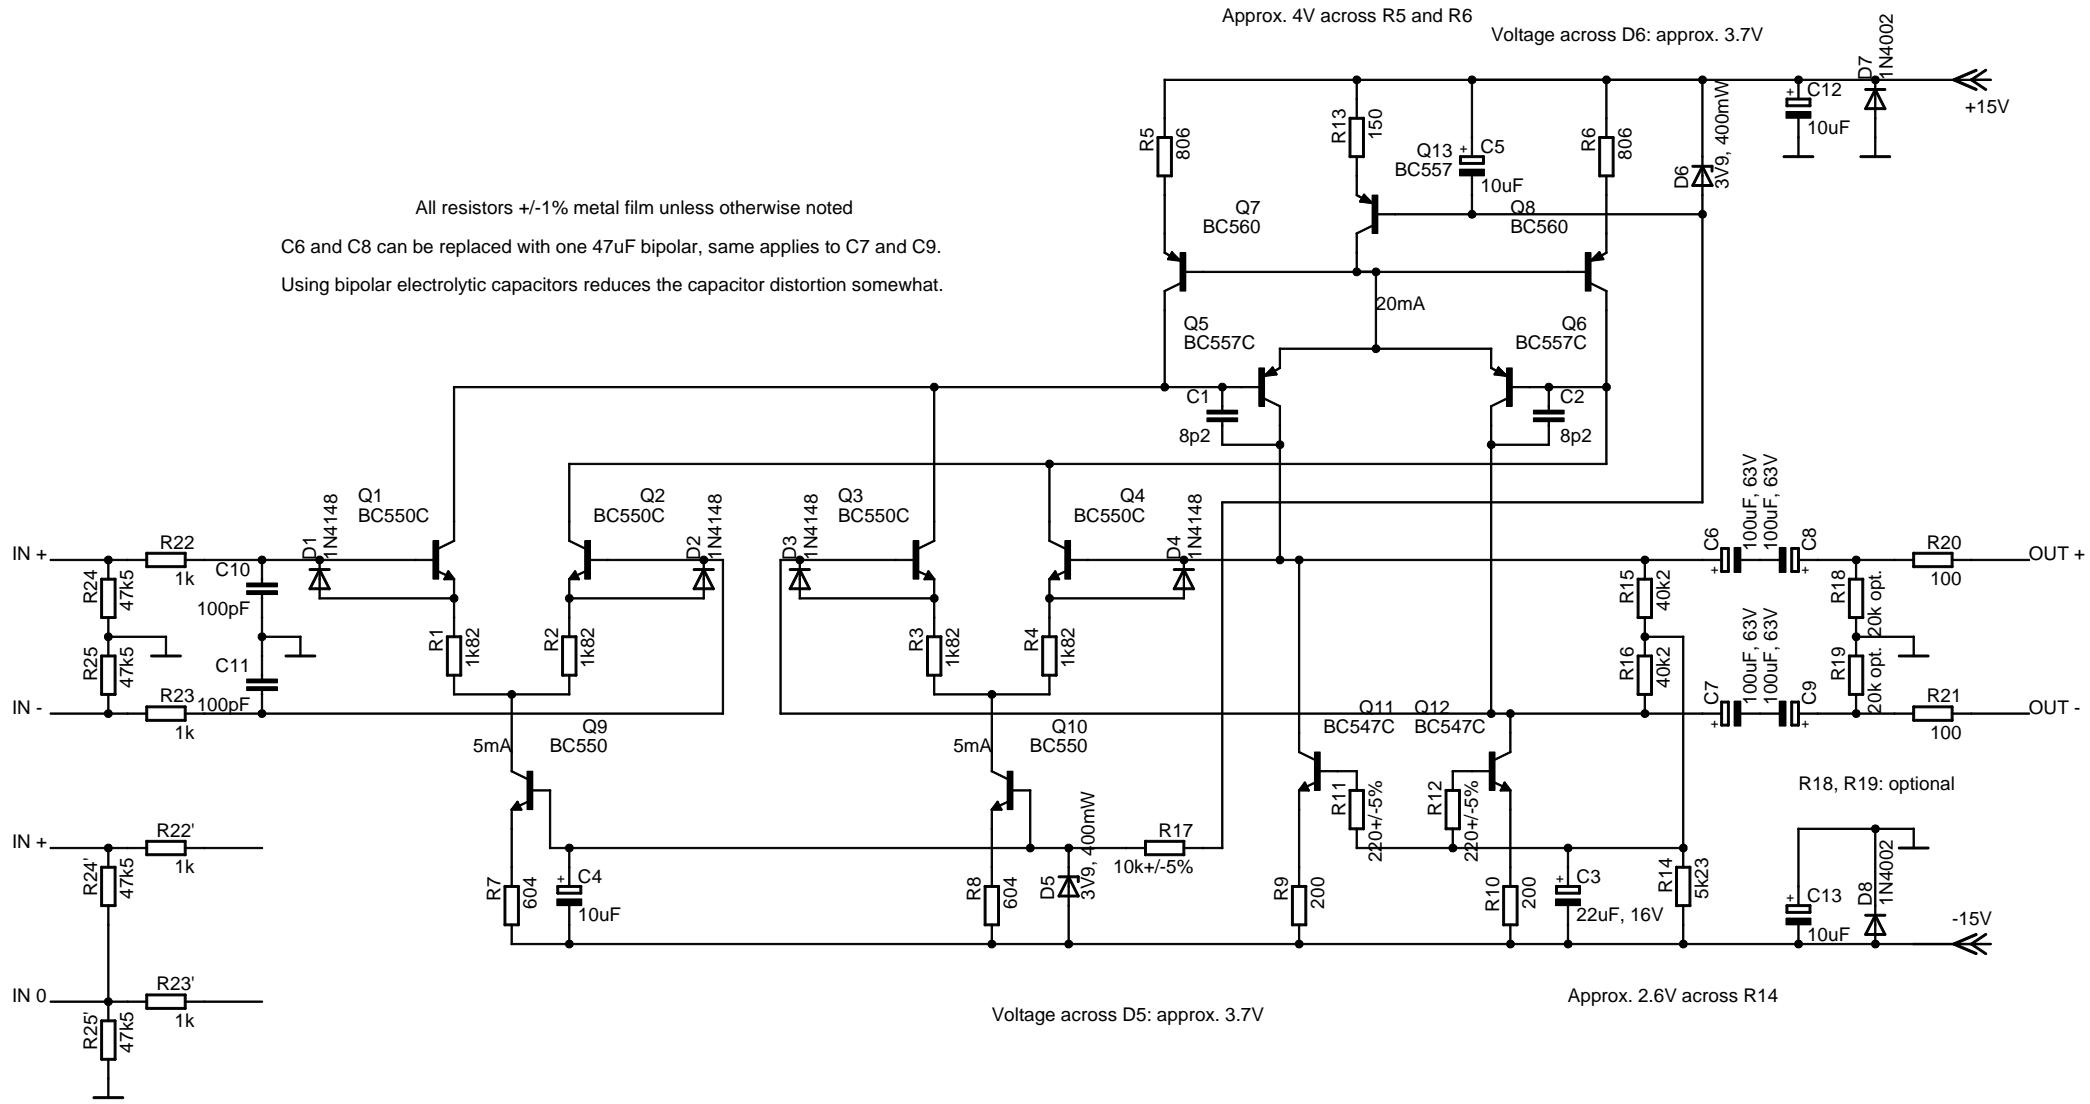 Approx. 4V across R5 and R6
Voltage across D6: approx. 3.7V
D7
1N4002
+15V
C12
10uF
R5
806
R13
150
Q13
BC557
C5
10uF
R6
806
D6
3V9, 400mW
All resistors +/-1% metal film unless otherwise noted
C6 and C8 can be replaced with one 47uF bipolar, same applies to C7 and C9.
Using bipolar electrolytic capacitors reduces the capacitor distortion somewhat.
Q7
BC560
Q8
BC560
20mA
Q5
BC557C
Q6
BC557C
C1
8p2
C2
8p2
Q1
BC550C
Q2
BC550C
Q3
BC550C
Q4
BC550C
D1
1N4148
D2
1N4148
D3
1N4148
D4
1N4148
IN +
R22
1k
R24
47k5
C10
100pF
R25
47k5
C11
100pF
IN -
R23
1k
R1
1k82
R2
1k82
R3
1k82
R4
1k82
R15
40k2
R16
40k2
C6
100uF, 63V
C8
100uF, 63V
C7
100uF, 63V
C9
100uF, 63V
R18
20k opt.
R19
20k opt.
R20
100
OUT +
R21
100
OUT -
5mA
Q9
BC550
5mA
Q10
BC550
Q11
BC547C
Q12
BC547C
R11
220+/-5%
R12
220+/-5%
R18, R19: optional
R17
10k+/-5%
R7
604
C4
10uF
R8
604
D5
3V9, 400mW
R9
200
R10
200
C3
22uF, 16V
R14
5k23
C13
10uF
D8
1N4002
-15V
IN +
R22'
1k
R24'
47k5
IN 0
R23'
1k
R25'
47k5
Voltage across D5: approx. 3.7V
Approx. 2.6V across R14